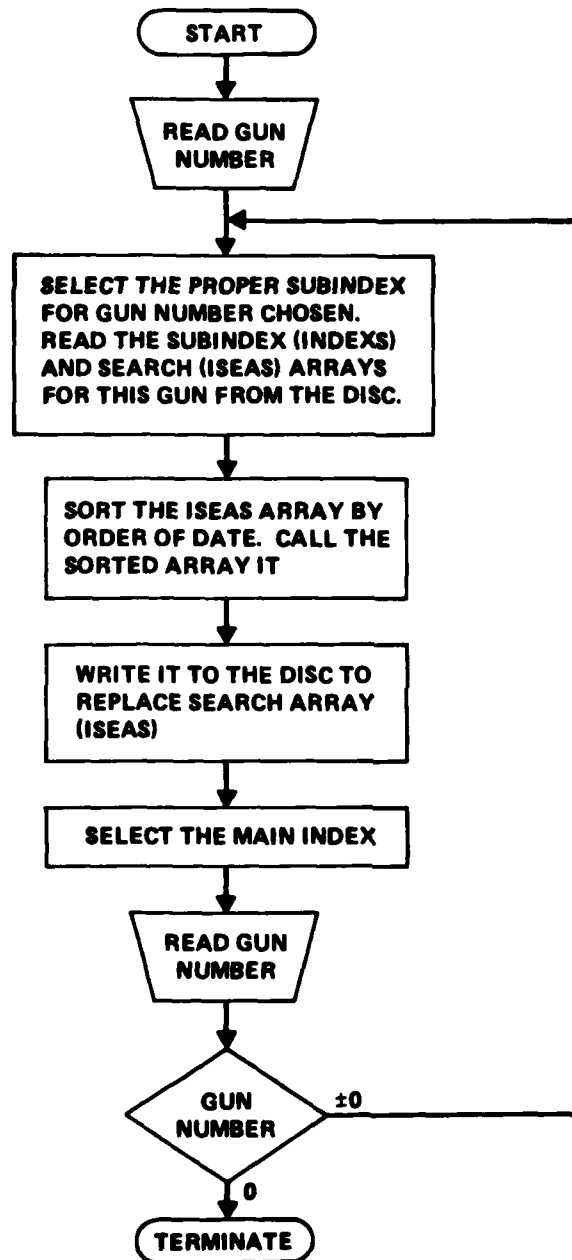 START
READ GUN
NUMBER
SELECT THE PROPER SUBINDEX
FOR GUN NUMBER CHOSEN.
READ THE SUBINDEX (INDEXS)
AND SEARCH (ISEAS) ARRAYS
FOR THIS GUN FROM THE DISC.
SORT THE ISEAS ARRAY BY
ORDER OF DATE. CALL THE
SORTED ARRAY IT
WRITE IT TO THE DISC TO
REPLACE SEARCH ARRAY
(ISEAS)
SELECT THE MAIN INDEX
READ GUN
NUMBER
GUN
NUMBER
±0
0
TERMINATE